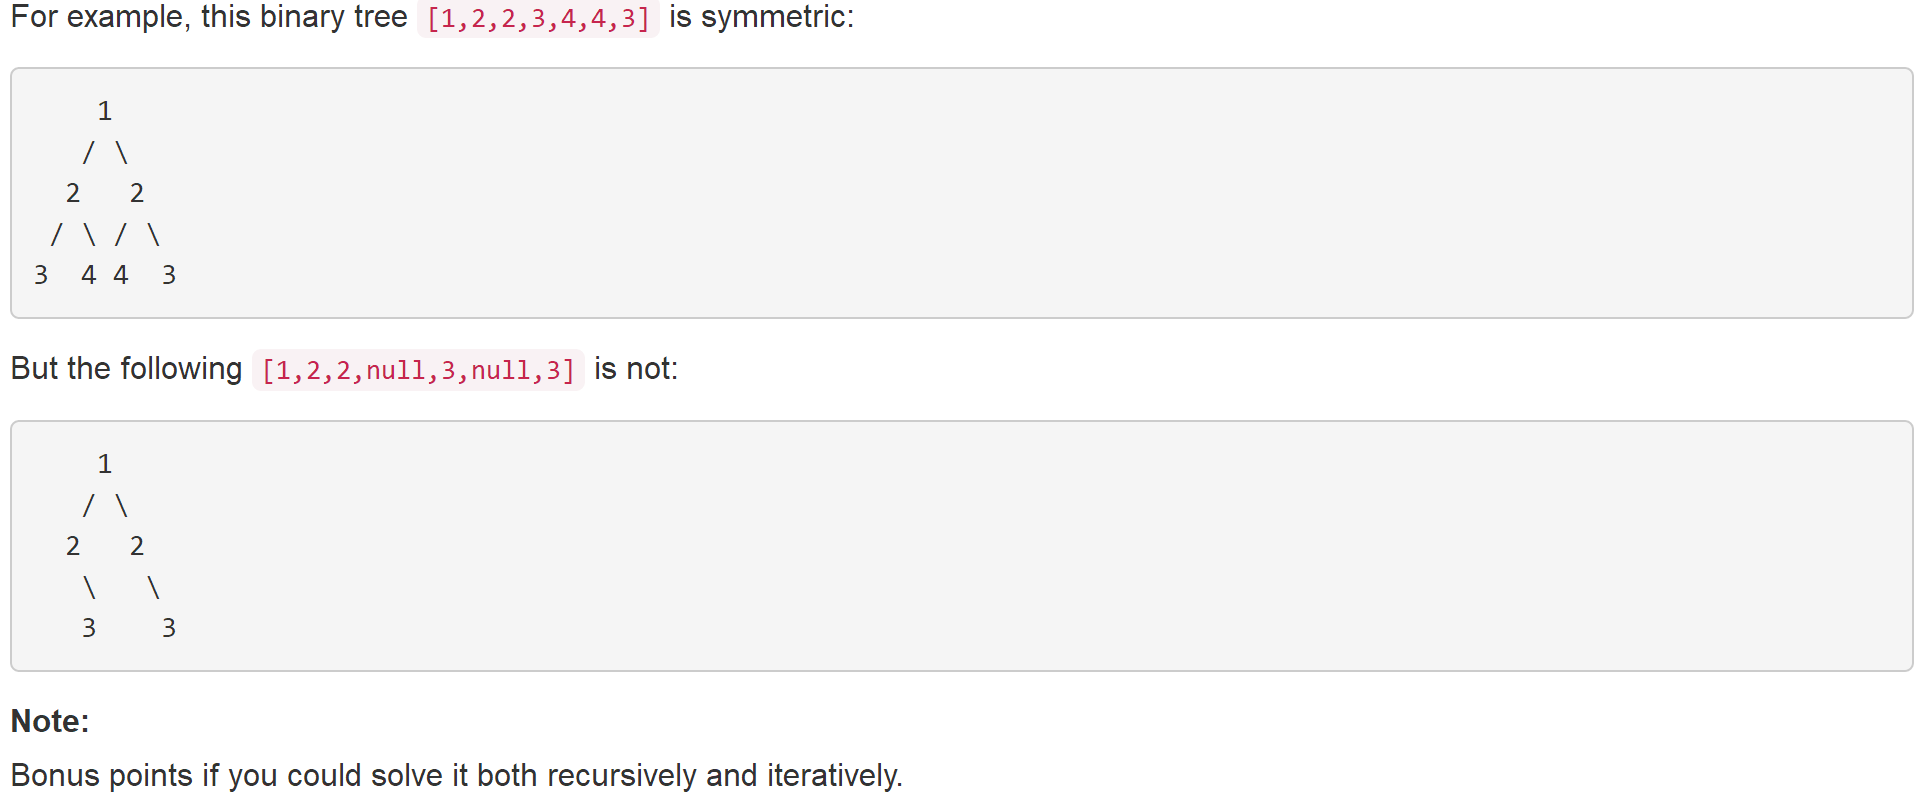 For example, this binary tree [1,2,2,3,4,4,3] is symmetric:
    1
   / \
  2   2
 / \ / \
3  4 4  3
But the following [1,2,2,null,3,null,3] is not:
    1
   / \
  2   2
   \   \
   3    3
Note:
Bonus points if you could solve it both recursively and iteratively.